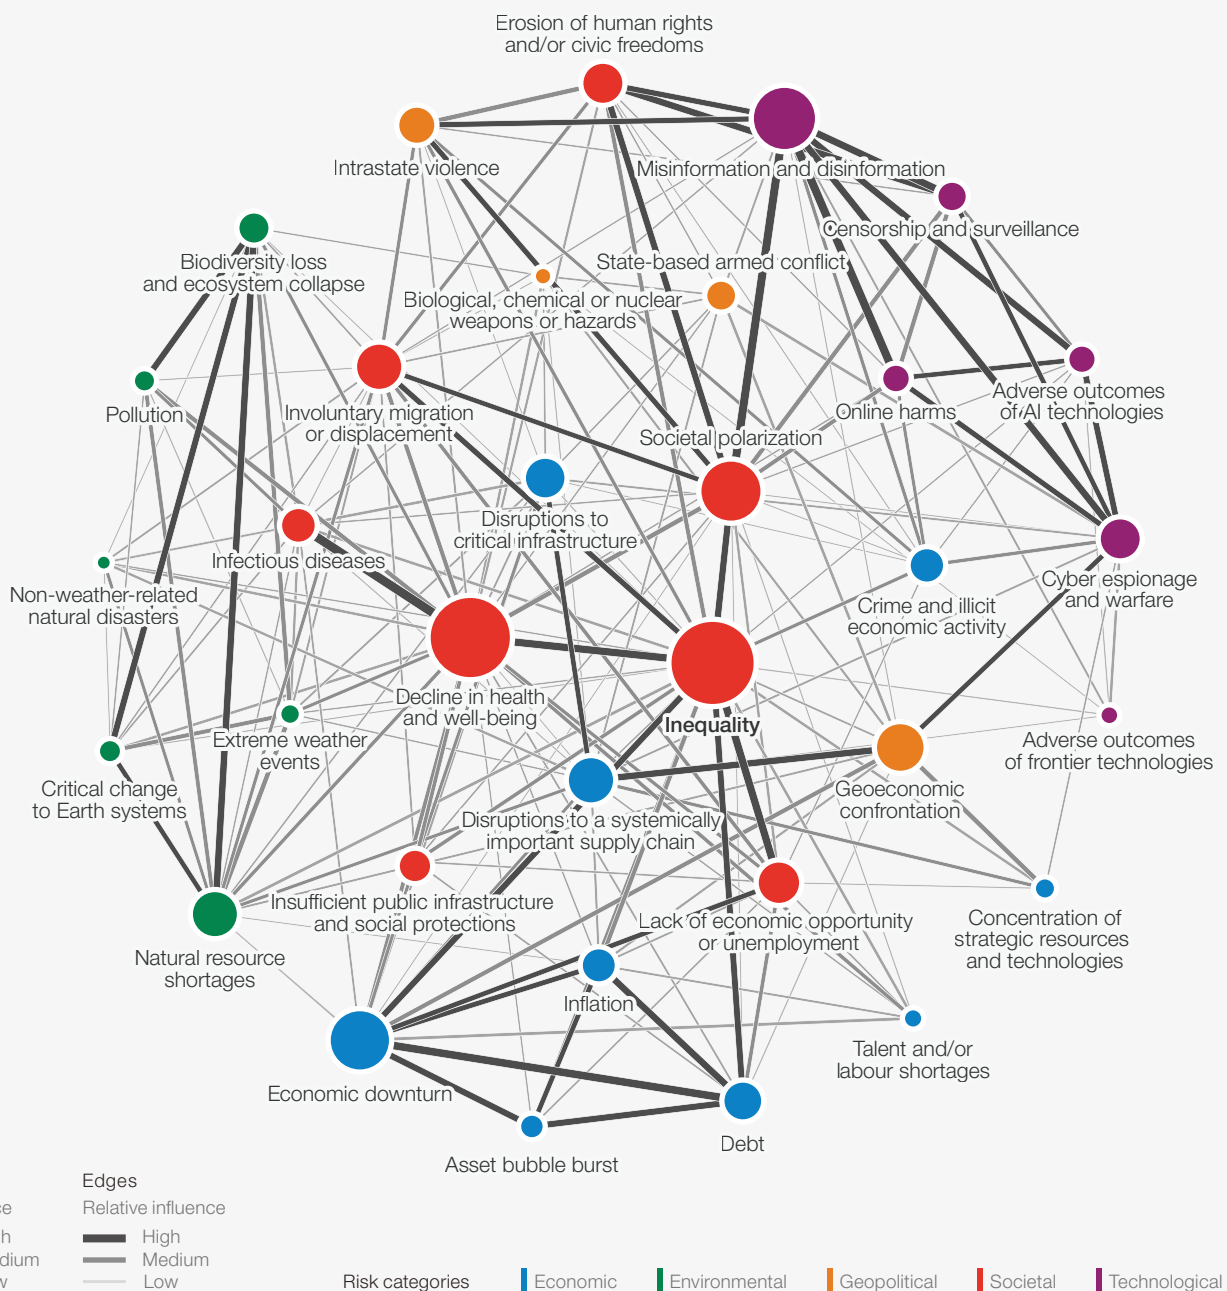 Erosion of human rights
and/or civic freedoms
Intrastate violence
Misinformation and disinformation
Censorship and surveillance
Biodiversity loss
and ecosystem collapse
State-based armed conflict
Biological, chemical or nuclear
weapons or hazards
Pollution
Involuntary migration
or displacement
Online harms
Adverse outcomes
of AI technologies
Societal polarization
Disruptions to
critical infrastructure
Infectious diseases
Non-weather-related
natural disasters
Cyber espionage
and warfare
Crime and illicit
economic activity
Decline in health
and well-being
Inequality
Extreme weather
events
Adverse outcomes
of frontier technologies
Critical change
to Earth systems
Geoeconomic
confrontation
Disruptions to a systemically
important supply chain
Insufficient public infrastructure
and social protections
Lack of economic opportunity
or unemployment
Concentration of
strategic resources
and technologies
Natural resource
shortages
Inflation
Talent and/or
labour shortages
Economic downturn
Debt
Asset bubble burst
Edges
Relative influence
High
Medium
Low
Risk categories
Economic
Environmental
Geopolitical
Societal
Technological